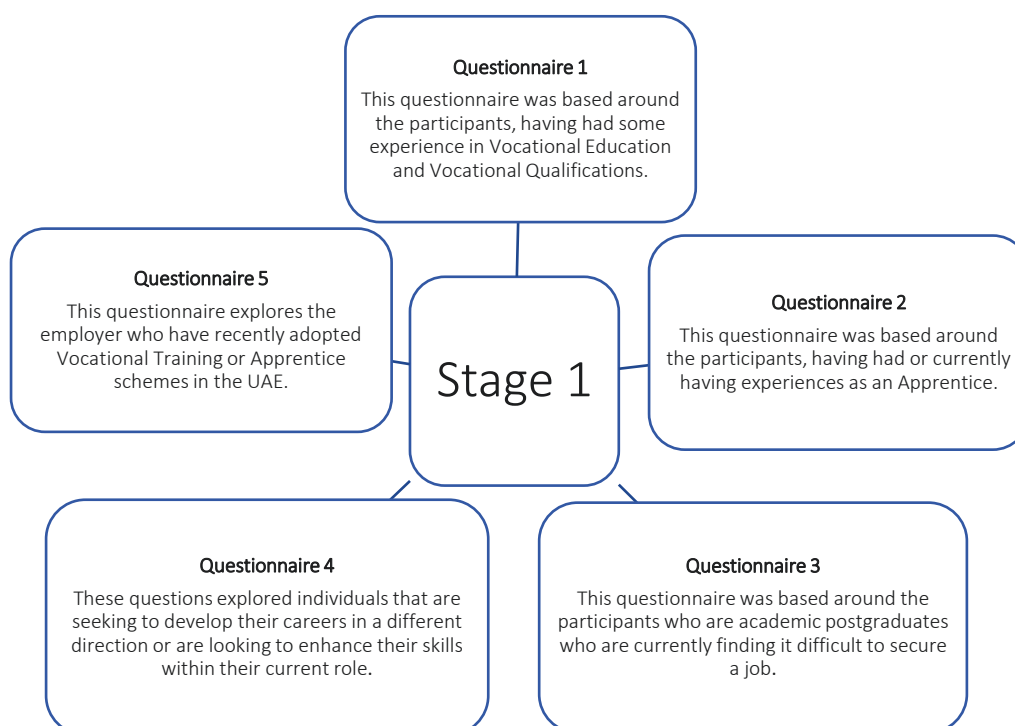 Questionnaire 1
This questionnaire was based around
the participants, having had some
experience in Vocational Education
and Vocational Qualifications.
Questionnaire 5
This questionnaire explores the
employer who have recently adopted
Vocational Training or Apprentice
schemes in the UAE.
Stage 1
Questionnaire 2
This questionnaire was based around
the participants, having had or currently
having experiences as an Apprentice.
Questionnaire 4
These questions explored individuals that are
seeking to develop their careers in a different
direction or are looking to enhance their skills
within their current role.
Questionnaire 3
This questionnaire was based around the
participants who are academic postgraduates
who are currently finding it difficult to secure
a job.